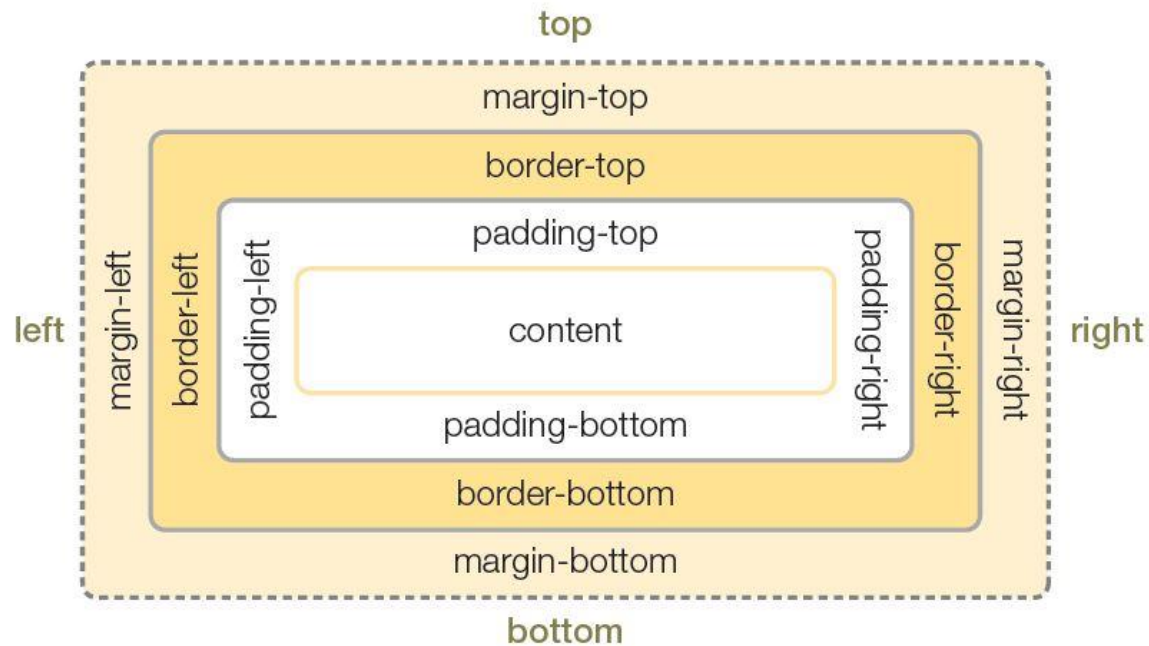 top
margin-top
border-top
padding-top
left
margin-left
border-left
padding-left
content
padding-right
border-right
margin-right
right
padding-bottom
border-bottom
margin-bottom
bottom